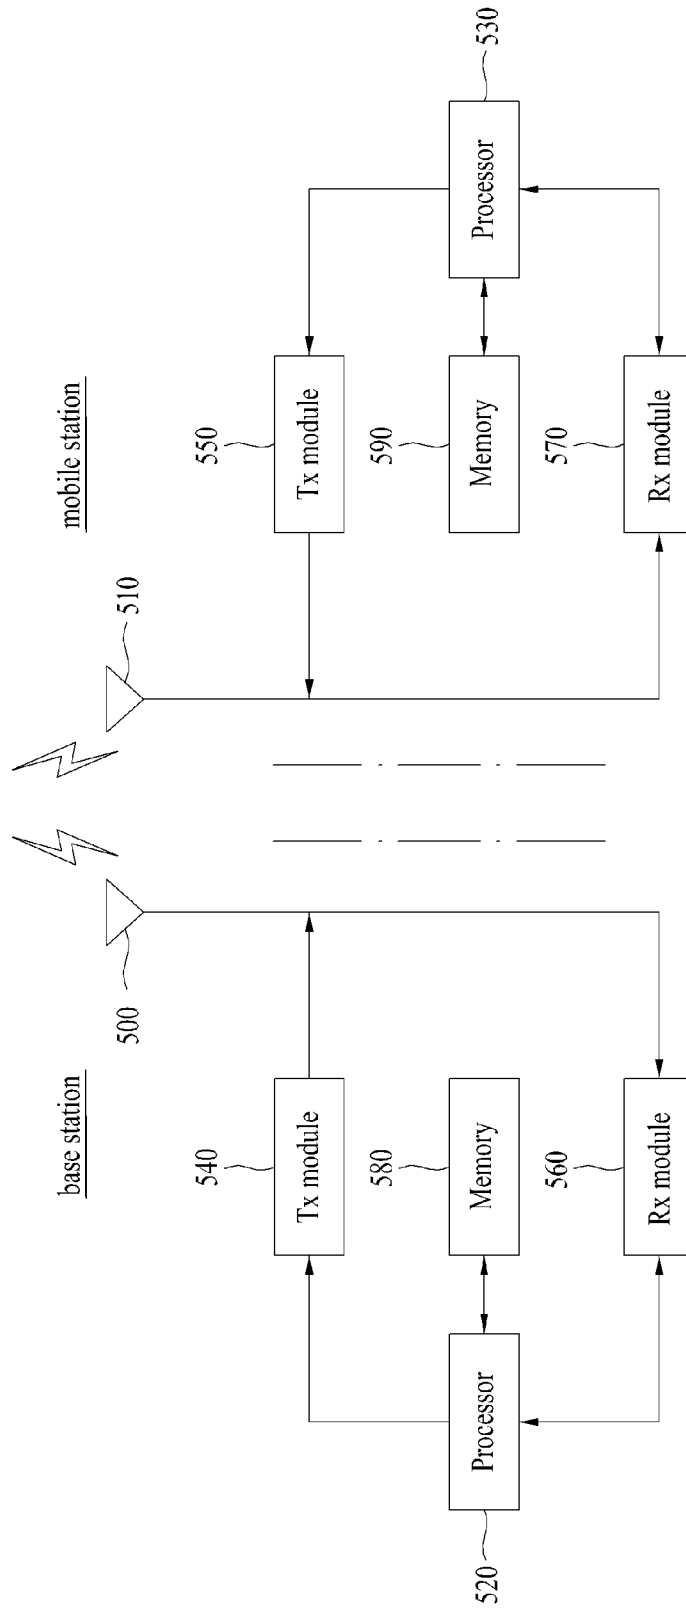 base station
mobile station
500
510
540
Tx module
550
Tx module
520
Processor
580
Memory
590
Memory
530
Processor
560
Rx module
570
Rx module